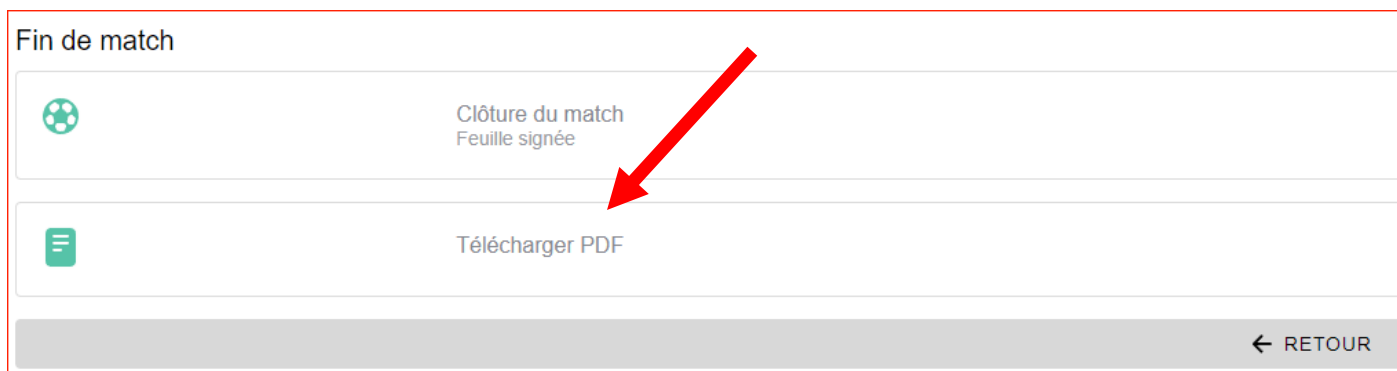 Fin de match
Clôture du match
Feuille signée
Télécharger PDF
← RETOUR